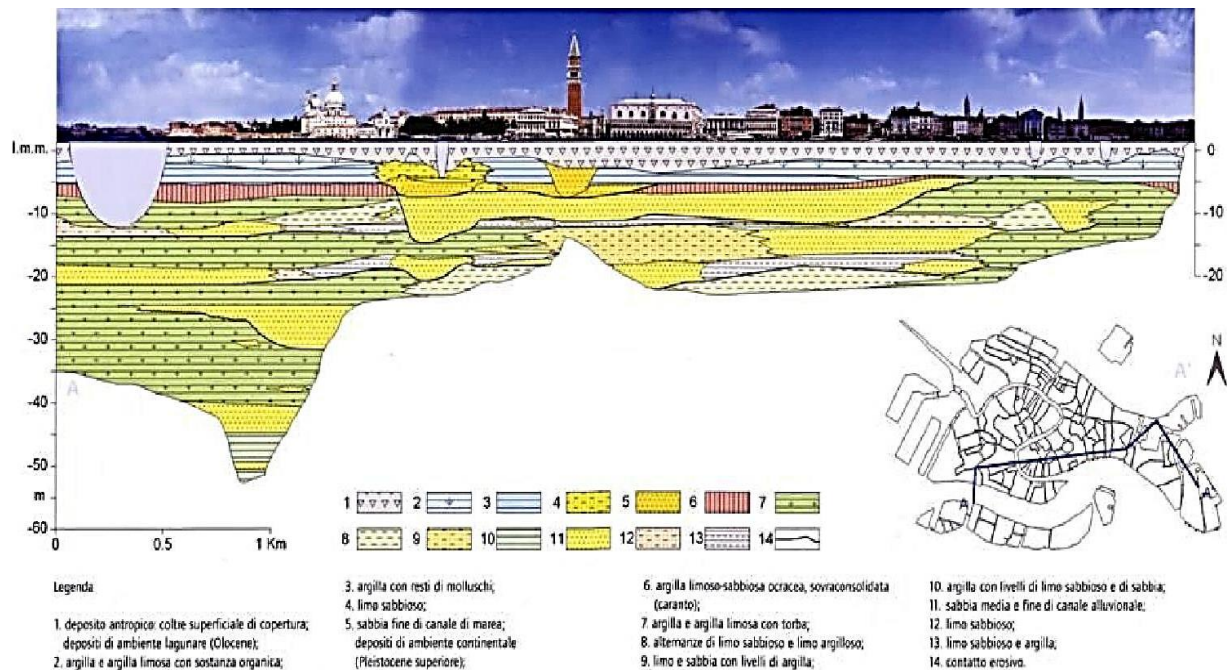 l.m.m.
0
-10
-10
-20
-20
-30
A
-40
-50
m
-60
0 0.5 1 Km
N
A'
A
A'
1 2 3 4 5 6 7
8 9 10 11 12 13 14
Legenda
1. deposito antropico: coltre superficiale di copertura;
depositi di ambiente lagunare (Olocene);
2. argilla e argilla limosa con sostanza organica;
3. argilla con resti di molluschi;
4. limo sabbioso;
5. sabbia fine di canale di marea;
depositi di ambiente continentale
(Pleistocene superiore);
6. argilla limoso-sabbiosa ocracea, sovraconsolidata
(caranto);
7. argilla e argilla limosa con torba;
8. alternanze di limo sabbioso e limo argilloso;
9. limo e sabbia con livelli di argilla;
10. argilla con livelli di limo sabbioso e di sabbia;
11. sabbia media e fine di canale alluvionale;
12. limo sabbioso;
13. limo sabbioso e argilla;
14. contatto erosivo.